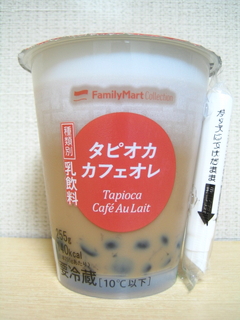 FamilyMart Collection
種類別
乳飲料
タピオカ
カフェオレ
Tapioca
Café Au Lait
要冷蔵
[10℃以下]